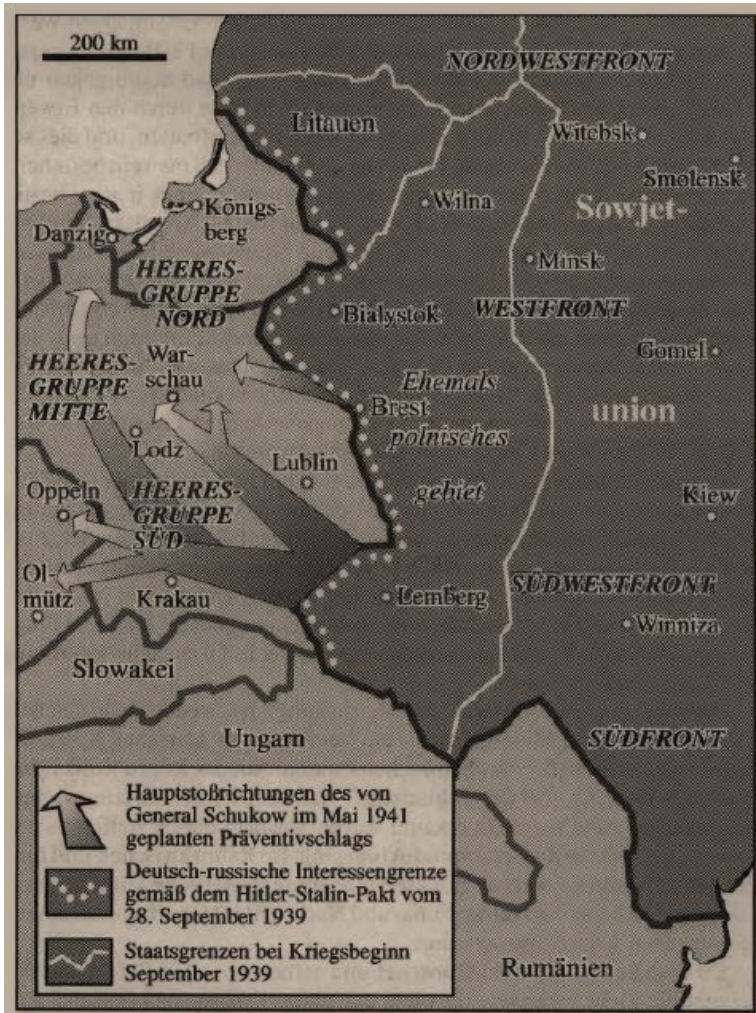 200 km
NORDWESTFRONT
Litauen
Witebsk
Smolensk
Wilna
Sowjet-
Königs-
berg
Danzig
Minsk
HEERES-
GRUPPE
NORD
Bialystok
WESTFRONT
HEERES-
GRUPPE
MITTE
War-
schau
Gomel
Ehemals
polnisches
gebiet
Brest
union
Lodz
Lublin
Oppeln
HEERES-
GRUPPE
SÜD
Kiew
Ol-
mütz
Krakau
Lemberg
SÜDWESTFRONT
Winniza
Slowakei
Ungarn
SÜDFRONT
Hauptstoßrichtungen des von
General Schukow im Mai 1941
geplanten Präventivschlags
Deutsch-russische Interessengrenze
gemäß dem Hitler-Stalin-Pakt vom
28. September 1939
Staatsgrenzen bei Kriegsbeginn
September 1939
Rumänien